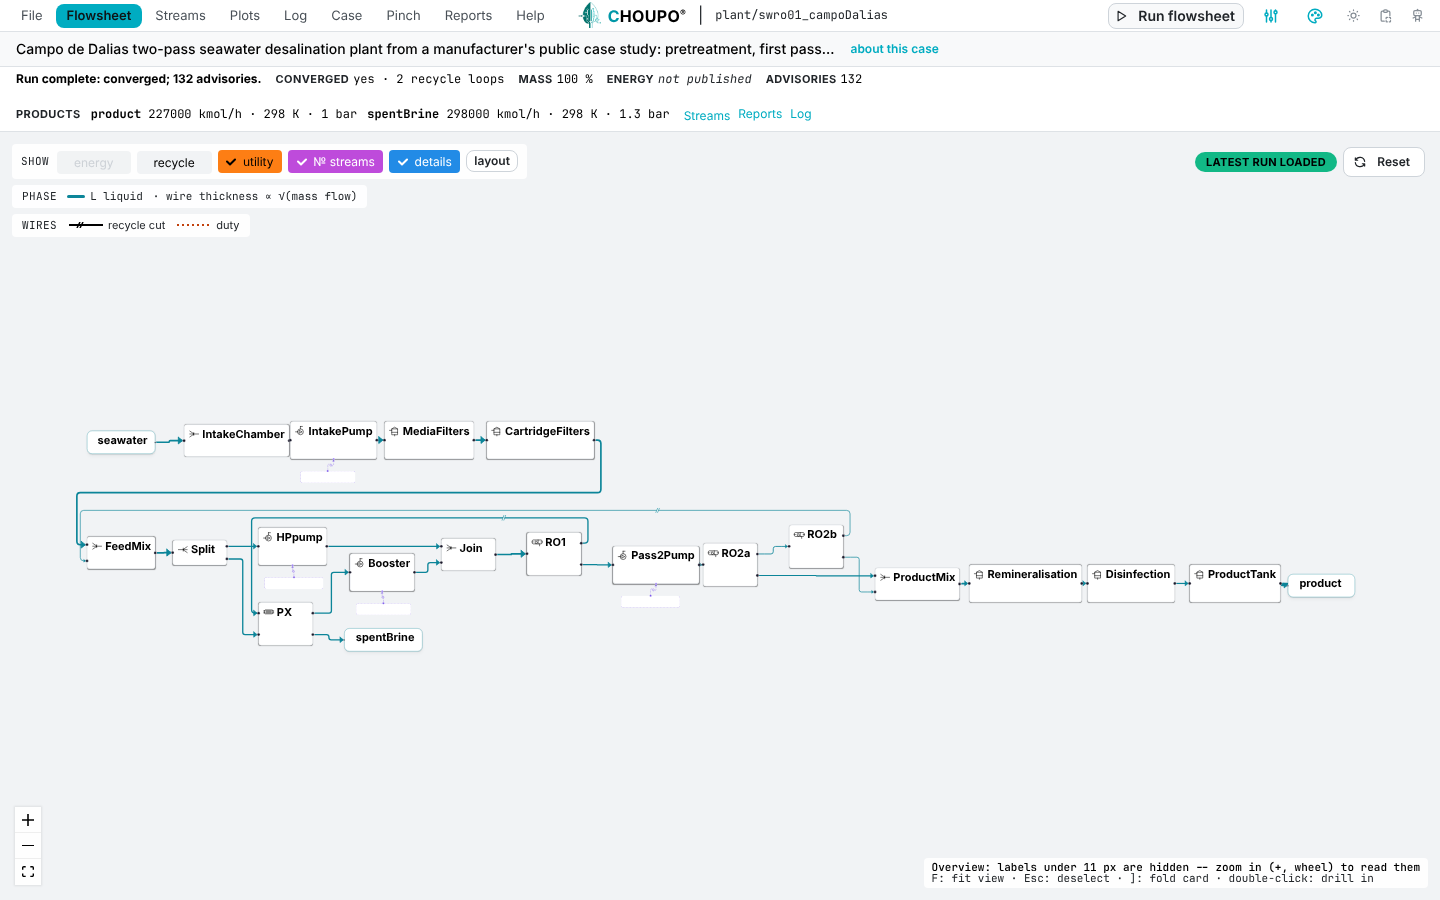 File Flowsheet Streams Plots Log Case Pinch Reports Help CHOUPO® plant/swro01_campoDalias Run flowsheet
Campo de Dalias two-pass seawater desalination plant from a manufacturer's public case study: pretreatment, first pass... about this case
Run complete: converged; 132 advisories. CONVERGED yes · 2 recycle loops MASS 100 % ENERGY not published ADVISORIES 132
PRODUCTS product 227000 kmol/h · 298 K · 1 bar spentBrine 298000 kmol/h · 298 K · 1.3 bar Streams Reports Log
SHOW energy recycle utility № streams details layout LATEST RUN LOADED Reset
PHASE L liquid · wire thickness ∝ √(mass flow)
WIRES recycle cut duty
seawater IntakeChamber IntakePump MediaFilters CartridgeFilters
FeedMix Split HPpump Join RO1 RO2b
Booster Pass2Pump RO2a
ProductMix Remineralisation Disinfection ProductTank product
PX
spentBrine
Overview: labels under 11 px are hidden -- zoom in (+, wheel) to read them
F: fit view · Esc: deselect · ]: fold card · double-click: drill in